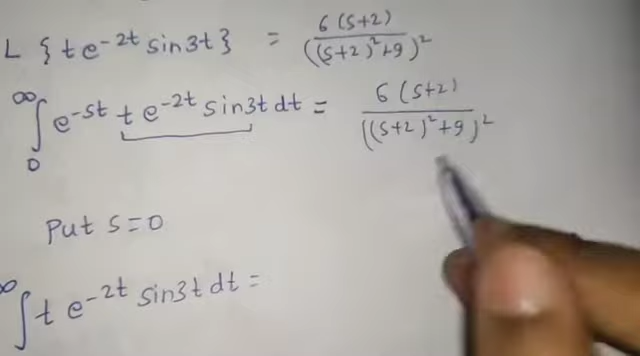 L {te^{-2t} sin3t} = 6(s+2) / ((s+2)^2+9)^2
∫_0^∞ e^{-st} t e^{-2t} sin3t dt = 6(s+2) / ((s+2)^2+9)^2
Put s=0
∫^∞ t e^{-2t} sin3t dt =